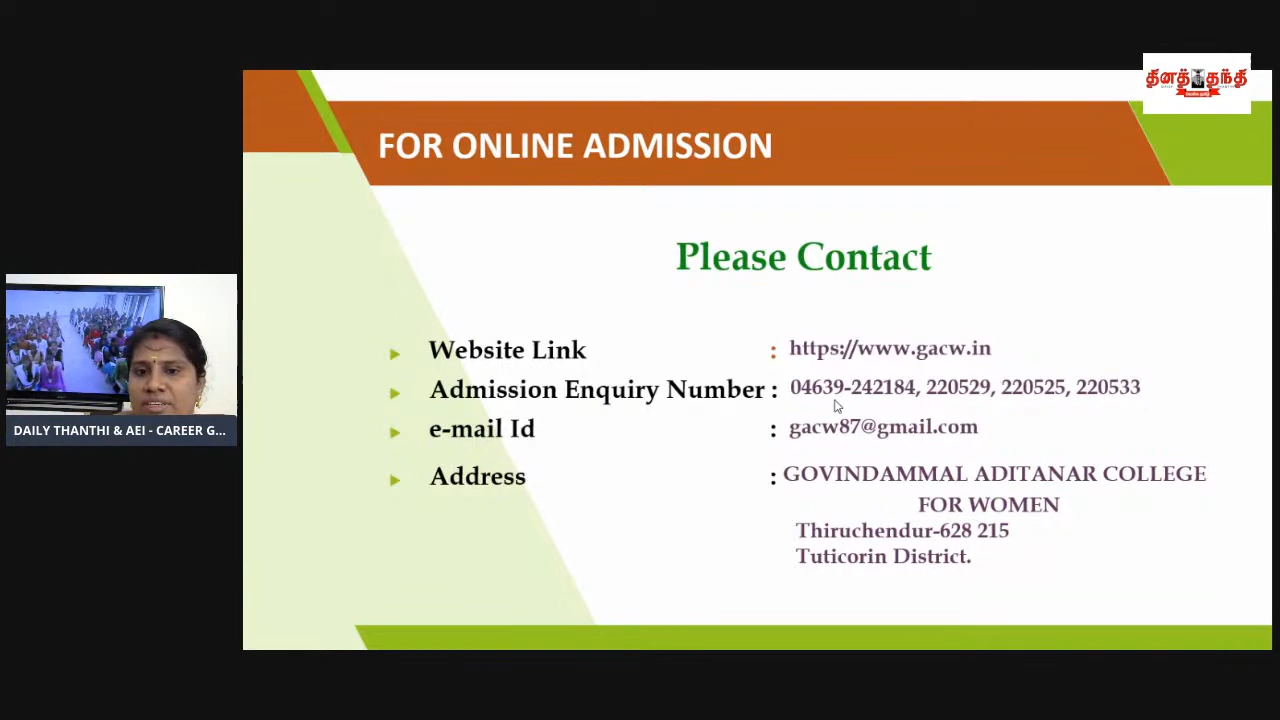 தினத்தந்தி
FOR ONLINE ADMISSION
Please Contact
Website Link : https://www.gacw.in
Admission Enquiry Number : 04639-242184, 220529, 220525, 220533
e-mail Id : gacw87@gmail.com
Address : GOVINDAMMAL ADITANAR COLLEGE
FOR WOMEN
Thiruchendur-628 215
Tuticorin District.
DAILY THANTHI & AEI - CAREER G...